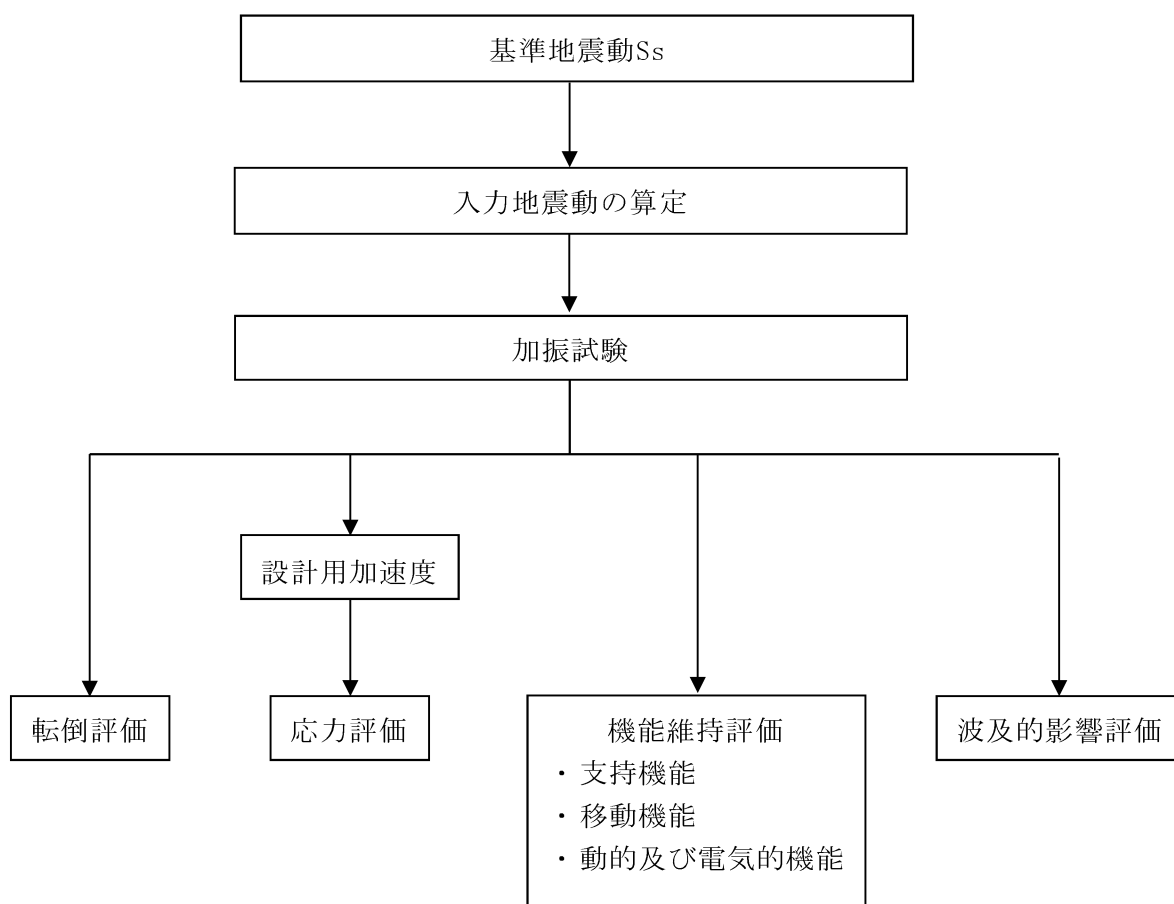 基準地震動Ss
入力地震動の算定
加振試験
設計用加速度
転倒評価
応力評価
機能維持評価
・支持機能
・移動機能
・動的及び電気的機能
波及的影響評価